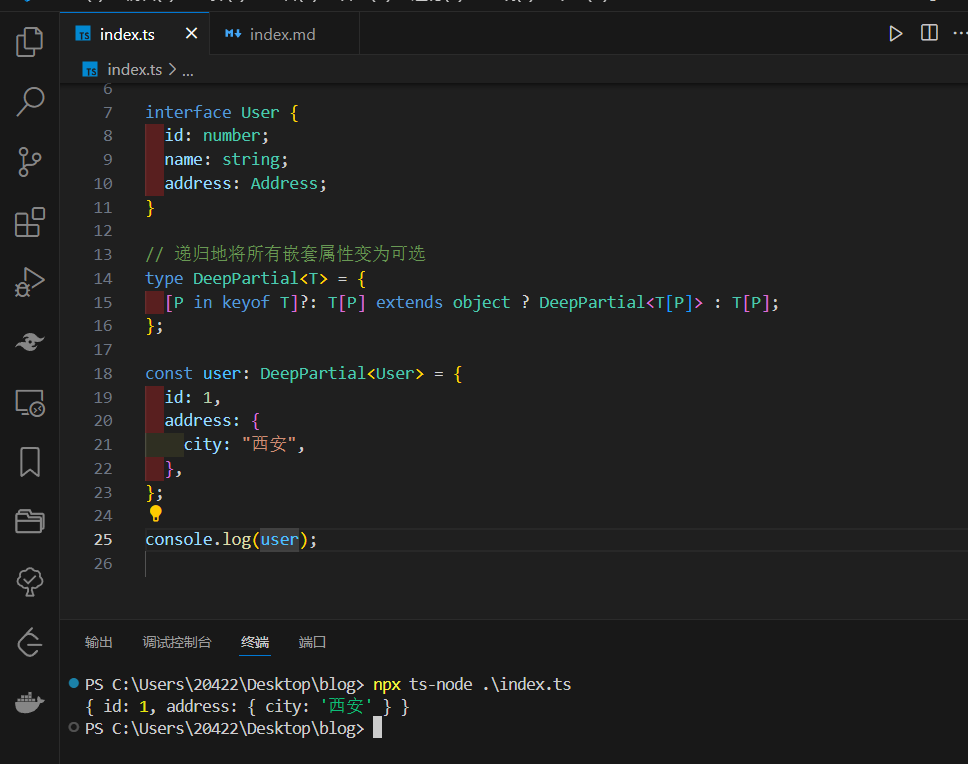 index.ts
index.md
index.ts > ...
6
7 interface User {
8 id: number;
9 name: string;
10 address: Address;
11 }
12
13 // 递归地将所有嵌套属性变为可选
14 type DeepPartial<T> = {
15 [P in keyof T]?: T[P] extends object ? DeepPartial<T[P]> : T[P];
16 };
17
18 const user: DeepPartial<User> = {
19 id: 1,
20 address: {
21 city: "西安",
22 },
23 };
24
25 console.log(user);
26
输出 调试控制台 终端 端口
PS C:\Users\20422\Desktop\blog> npx ts-node .\index.ts
{ id: 1, address: { city: '西安' } }
PS C:\Users\20422\Desktop\blog>